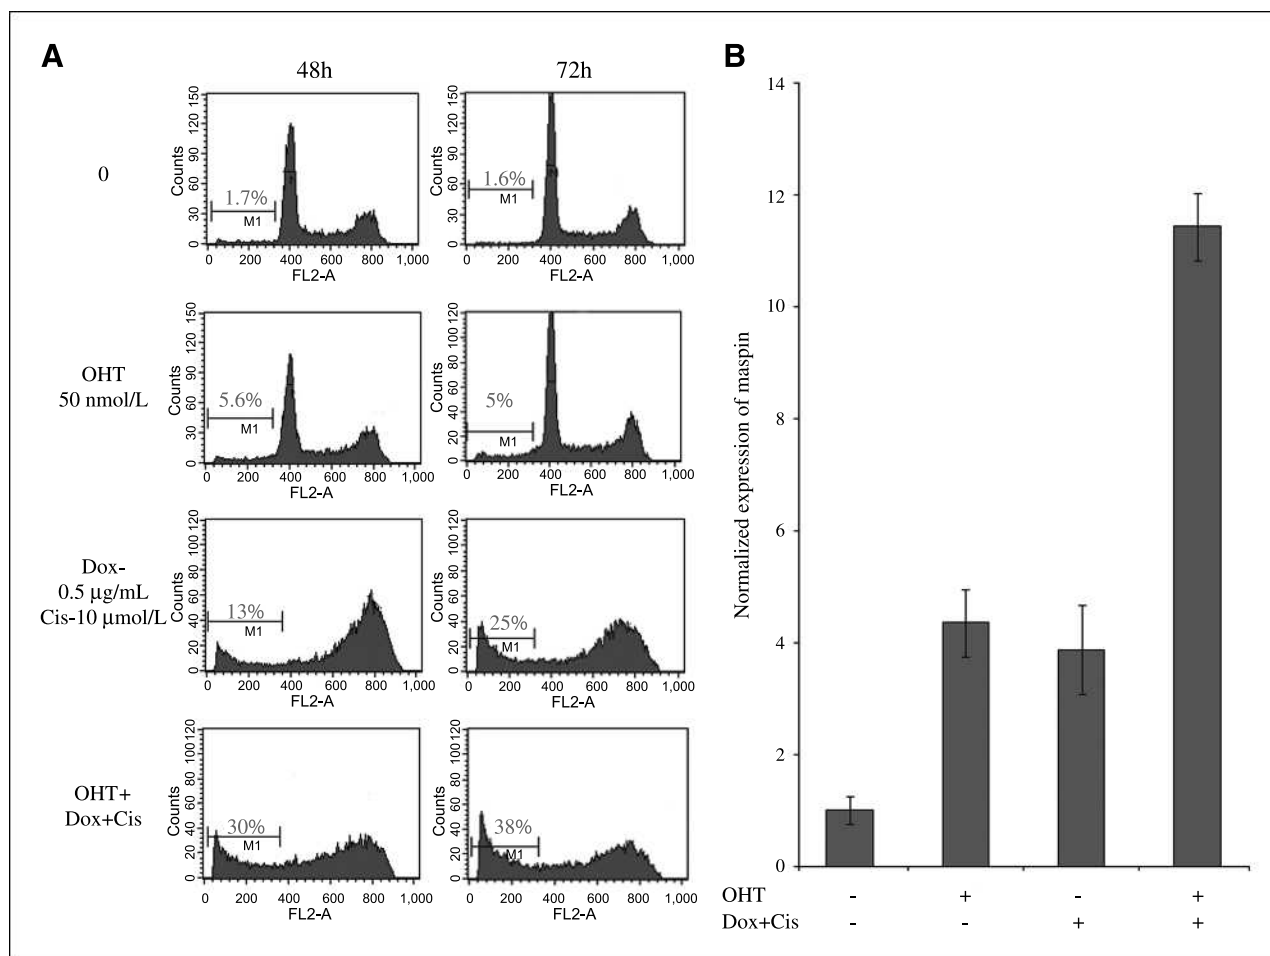 A
B
48h
72h
0
Counts
0 30 60 90 120 150
1.7%
M1
0 200 400 600 800 1,000
FL2-A
Counts
0 30 60 90 120 150
1.6%
M1
0 200 400 600 800 1,000
FL2-A
OHT
50 nmol/L
Counts
0 30 60 90 120 150
5.6%
M1
0 200 400 600 800 1,000
FL2-A
Counts
0 20 40 60 80 100 120
5%
M1
0 200 400 600 800 1,000
FL2-A
Dox-
0.5 µg/mL
Cis-10 µmol/L
Counts
0 20 40 60 80 100 120
13%
M1
0 200 400 600 800 1,000
FL2-A
Counts
0 20 40 60 80 100 120
25%
M1
0 200 400 600 800 1,000
FL2-A
OHT+
Dox+Cis
Counts
0 20 40 60 80 100 120
30%
M1
0 200 400 600 800 1,000
FL2-A
Counts
0 20 40 60 80 100 120
38%
M1
0 200 400 600 800 1,000
FL2-A
Normalized expression of maspin
14
12
10
8
6
4
2
0
OHT - + - +
Dox+Cis - - + +